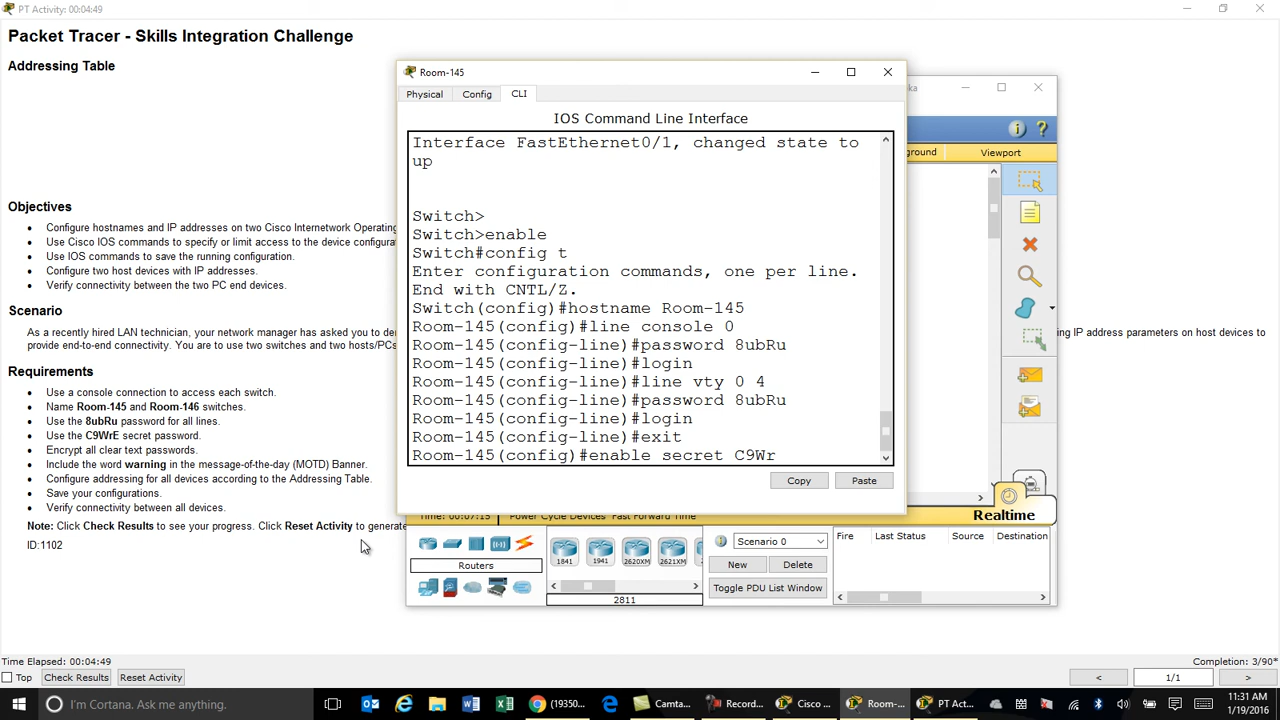 PT Activity: 00:04:49
Packet Tracer - Skills Integration Challenge
Addressing Table
Objectives
Configure hostnames and IP addresses on two Cisco Internetwork Operating
Use Cisco IOS commands to specify or limit access to the device configura
Use IOS commands to save the running configuration.
Configure two host devices with IP addresses.
Verify connectivity between the two PC end devices.
Scenario
As a recently hired LAN technician, your network manager has asked you to de
ng IP address parameters on host devices to
provide end-to-end connectivity. You are to use two switches and two hosts/PCs
Requirements
Use a console connection to access each switch.
Name Room-145 and Room-146 switches.
Use the 8ubRu password for all lines.
Use the C9WrE secret password.
Encrypt all clear text passwords.
Include the word warning in the message-of-the-day (MOTD) Banner.
Configure addressing for all devices according to the Addressing Table.
Save your configurations.
Verify connectivity between all devices.
Note: Click Check Results to see your progress. Click Reset Activity to generate
ID:1102
Room-145
Physical Config CLI
IOS Command Line Interface
Interface FastEthernet0/1, changed state to
up
Switch>
Switch>enable
Switch#config t
Enter configuration commands, one per line.
End with CNTL/Z.
Switch(config)#hostname Room-145
Room-145(config)#line console 0
Room-145(config-line)#password 8ubRu
Room-145(config-line)#login
Room-145(config-line)#line vty 0 4
Room-145(config-line)#password 8ubRu
Room-145(config-line)#login
Room-145(config-line)#exit
Room-145(config)#enable secret C9Wr
Copy Paste
ka
ground Viewport
Realtime
Time: 00:07:15 Power Cycle Devices Fast Forward Time
Routers
1841 1941 2620XM 2621XM
2811
Scenario 0
New Delete
Toggle PDU List Window
Fire Last Status Source Destination
Time Elapsed: 00:04:49
Completion: 3/90*
Top Check Results Reset Activity
< 1/1 >
I'm Cortana. Ask me anything.
(19350...
Camta...
Record...
Cisco ...
Room-...
PT Act...
11:31 AM
1/19/2016